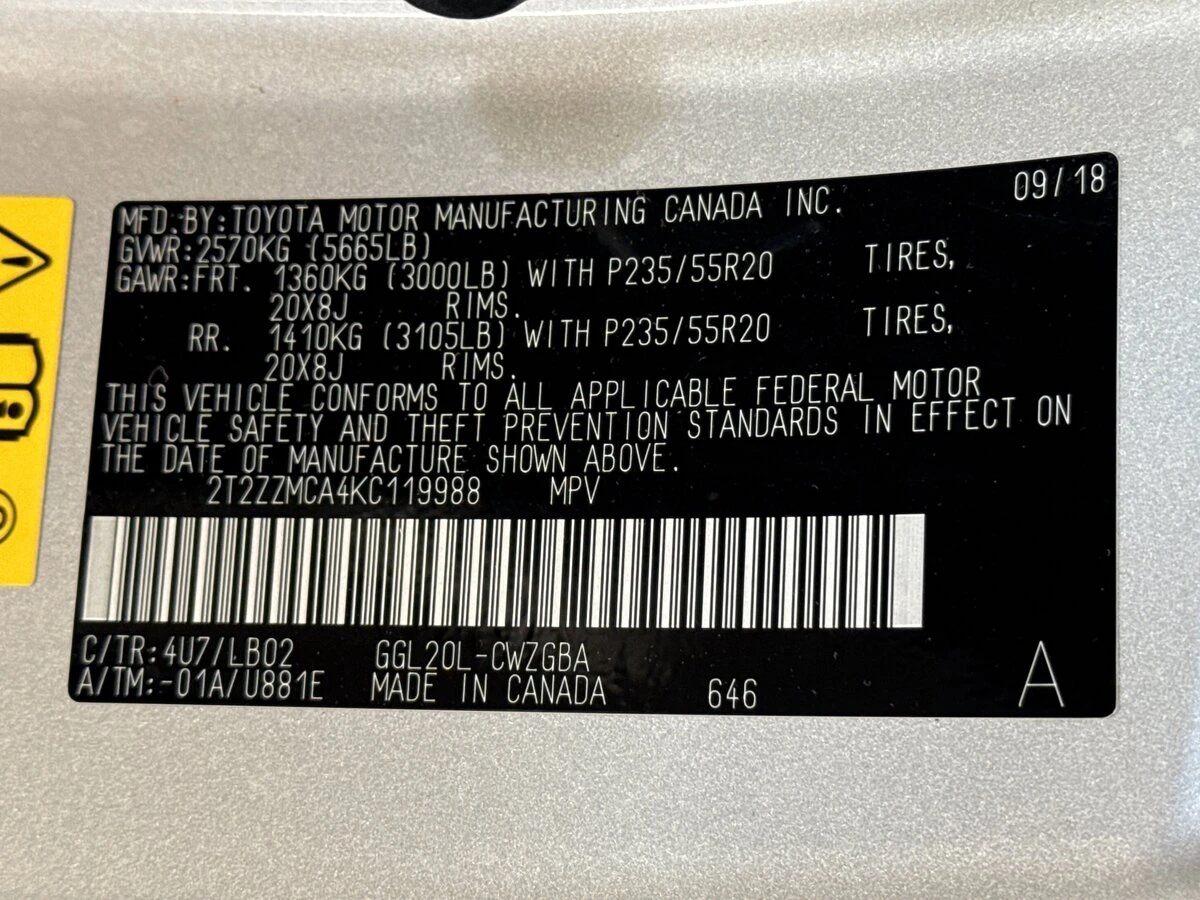 MFD.BY:TOYOTA MOTOR MANUFACTURING CANADA INC. 09/18
GVWR:2570KG (5665LB)
GAWR:FRT. 1360KG (3000LB) WITH P235/55R20 TIRES,
20X8J RIMS.
RR. 1410KG (3105LB) WITH P235/55R20 TIRES,
20X8J RIMS.
THIS VEHICLE CONFORMS TO ALL APPLICABLE FEDERAL MOTOR
VEHICLE SAFETY AND THEFT PREVENTION STANDARDS IN EFFECT ON
THE DATE OF MANUFACTURE SHOWN ABOVE.
2T2ZZMCA4KC119988 MPV
C/TR:4U7/LB02 GGL20L-CWZGBA
A/TM:-01A/U881E MADE IN CANADA 646 A